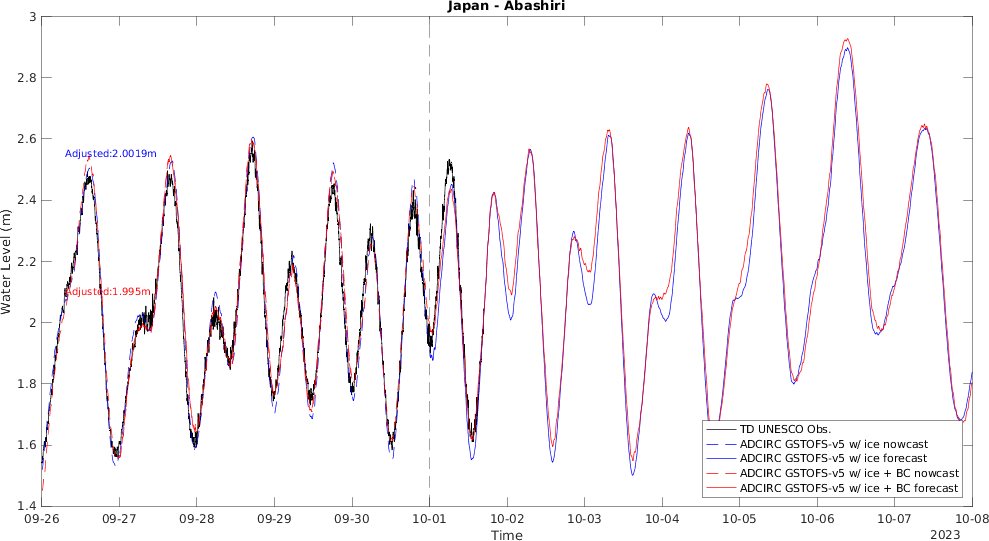 Japan - Abashiri
3
2.8
2.6
2.4
2.2
2
1.8
1.6
1.4
Water Level (m)
Adjusted:2.0019m
Adjusted:1.995m
TD UNESCO Obs.
ADCIRC GSTOFS-v5 w/ ice nowcast
ADCIRC GSTOFS-v5 w/ ice forecast
ADCIRC GSTOFS-v5 w/ ice + BC nowcast
ADCIRC GSTOFS-v5 w/ ice + BC forecast
09-26 09-27 09-28 09-29 09-30 10-01 10-02 10-03 10-04 10-05 10-06 10-07 10-08
Time
2023